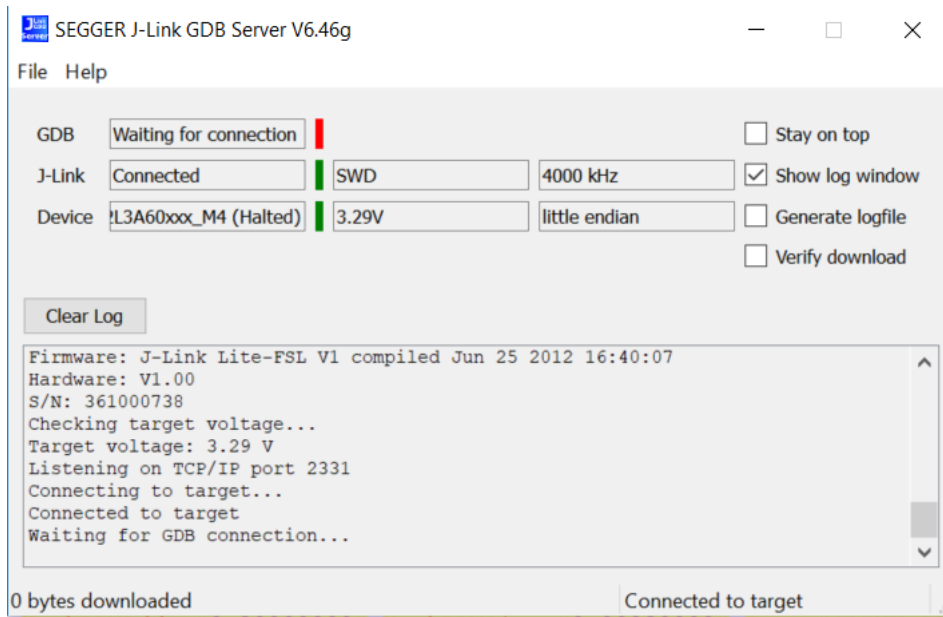 SEGGER J-Link GDB Server V6.46g
File Help
GDB Waiting for connection Stay on top
J-Link Connected SWD 4000 kHz Show log window
Device L3A60xxx_M4 (Halted) 3.29V little endian Generate logfile
Verify download
Clear Log
Firmware: J-Link Lite-FSL V1 compiled Jun 25 2012 16:40:07
Hardware: V1.00
S/N: 361000738
Checking target voltage...
Target voltage: 3.29 V
Listening on TCP/IP port 2331
Connecting to target...
Connected to target
Waiting for GDB connection...
0 bytes downloaded Connected to target